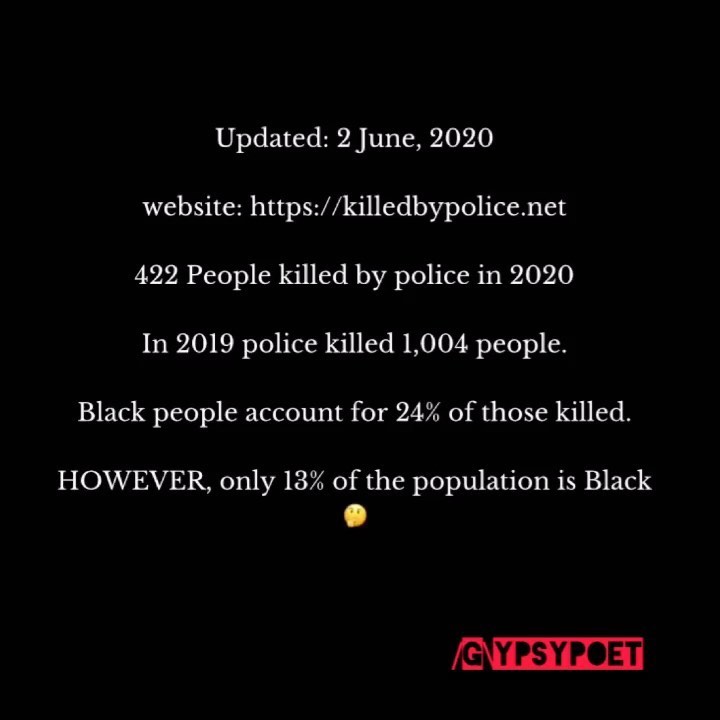 Updated: 2 June, 2020
website: https://killedbypolice.net
422 People killed by police in 2020
In 2019 police killed 1,004 people.
Black people account for 24% of those killed.
HOWEVER, only 13% of the population is Black
🤔
/G\YPSYPOET